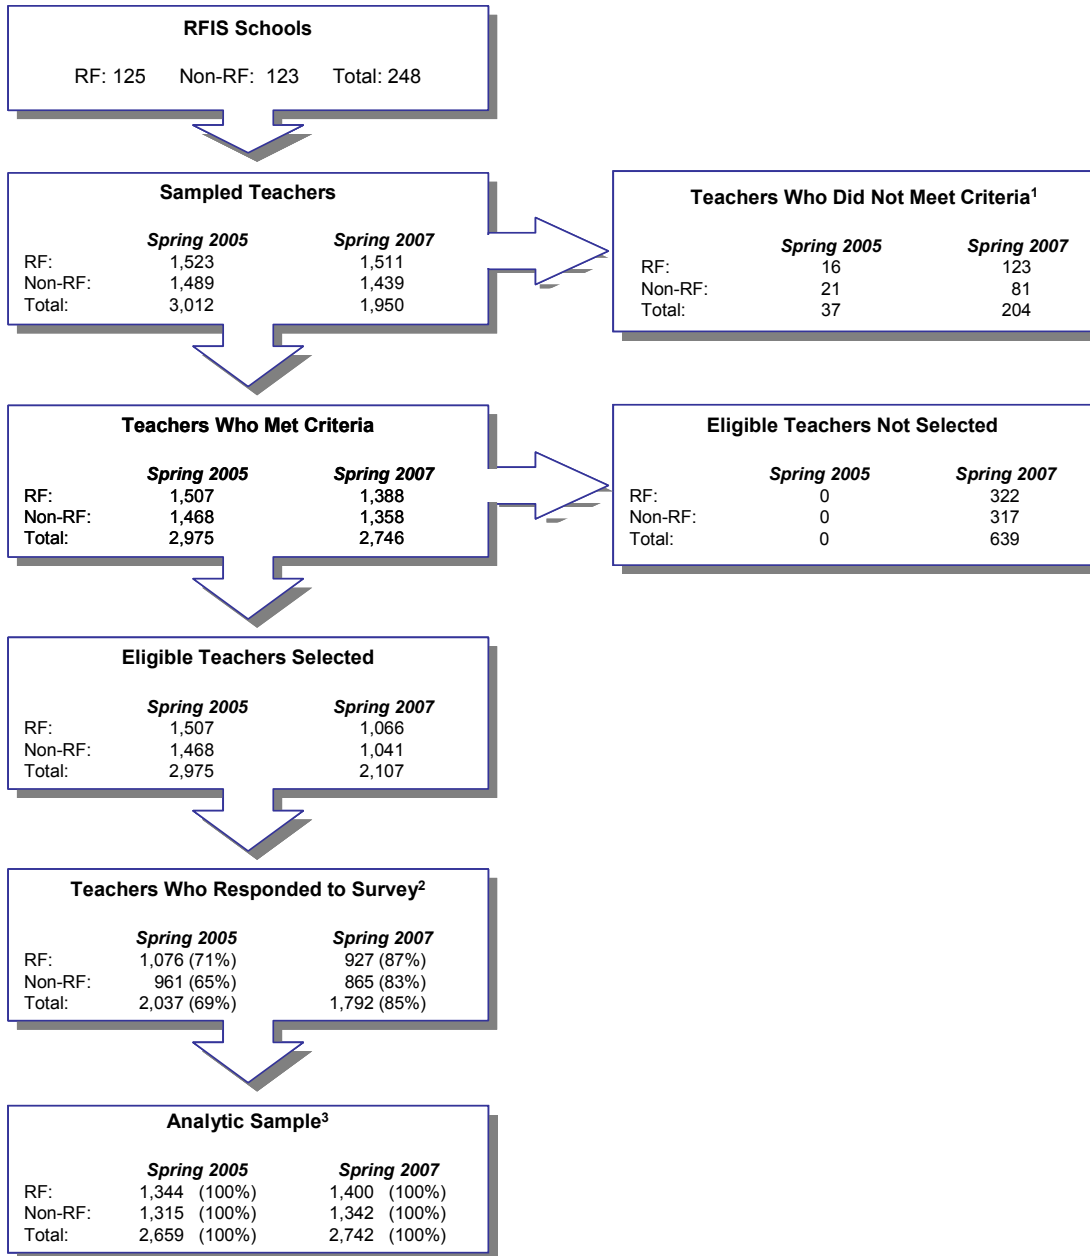 RFIS Schools
RF: 125 Non-RF: 123 Total: 248
Sampled Teachers
Spring 2005 Spring 2007
RF: 1,523 1,511
Non-RF: 1,489 1,439
Total: 3,012 1,950
Teachers Who Did Not Meet Criteria1
Spring 2005 Spring 2007
RF: 16 123
Non-RF: 21 81
Total: 37 204
Teachers Who Met Criteria
Spring 2005 Spring 2007
RF: 1,507 1,388
Non-RF: 1,468 1,358
Total: 2,975 2,746
Eligible Teachers Not Selected
Spring 2005 Spring 2007
RF: 0 322
Non-RF: 0 317
Total: 0 639
Eligible Teachers Selected
Spring 2005 Spring 2007
RF: 1,507 1,066
Non-RF: 1,468 1,041
Total: 2,975 2,107
Teachers Who Responded to Survey2
Spring 2005 Spring 2007
RF: 1,076 (71%) 927 (87%)
Non-RF: 961 (65%) 865 (83%)
Total: 2,037 (69%) 1,792 (85%)
Analytic Sample3
Spring 2005 Spring 2007
RF: 1,344 (100%) 1,400 (100%)
Non-RF: 1,315 (100%) 1,342 (100%)
Total: 2,659 (100%) 2,742 (100%)